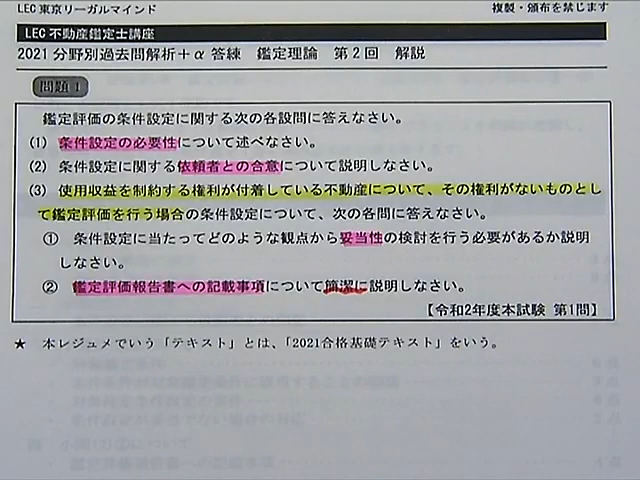 LEC東京リーガルマインド
複製・頒布を禁じます
LEC不動産鑑定士講座
2021 分野別過去問解析＋α 答練 鑑定理論 第2回 解説
問題1
鑑定評価の条件設定に関する次の各設問に答えなさい。
(1) 条件設定の必要性について述べなさい。
(2) 条件設定に関する依頼者との合意について説明しなさい。
(3) 使用収益を制約する権利が付着している不動産について、その権利がないものとし
て鑑定評価を行う場合の条件設定について、次の各問に答えなさい。
① 条件設定に当たってどのような観点から妥当性の検討を行う必要があるか説明
しなさい。
② 鑑定評価報告書への記載事項について簡潔に説明しなさい。
【令和2年度本試験 第1問】
★ 本レジュメでいう「テキスト」とは、「2021合格基礎テキスト」をいう。